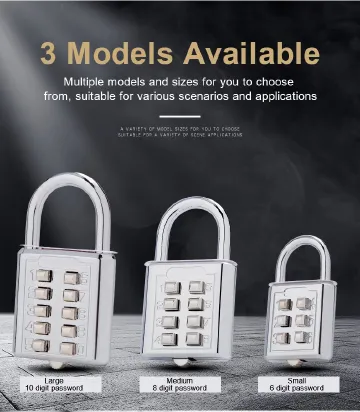 3 Models Available
Multiple models and sizes for you to choose
from, suitable for various scenarios and applications
A VARIETY OF MODEL SIZES FOR YOU TO CHOOSE
SUITABLE FOR A VARIETY OF SCENE APPLICATIONS
Large
10 digit password
Medium
8 digit password
Small
6 digit password